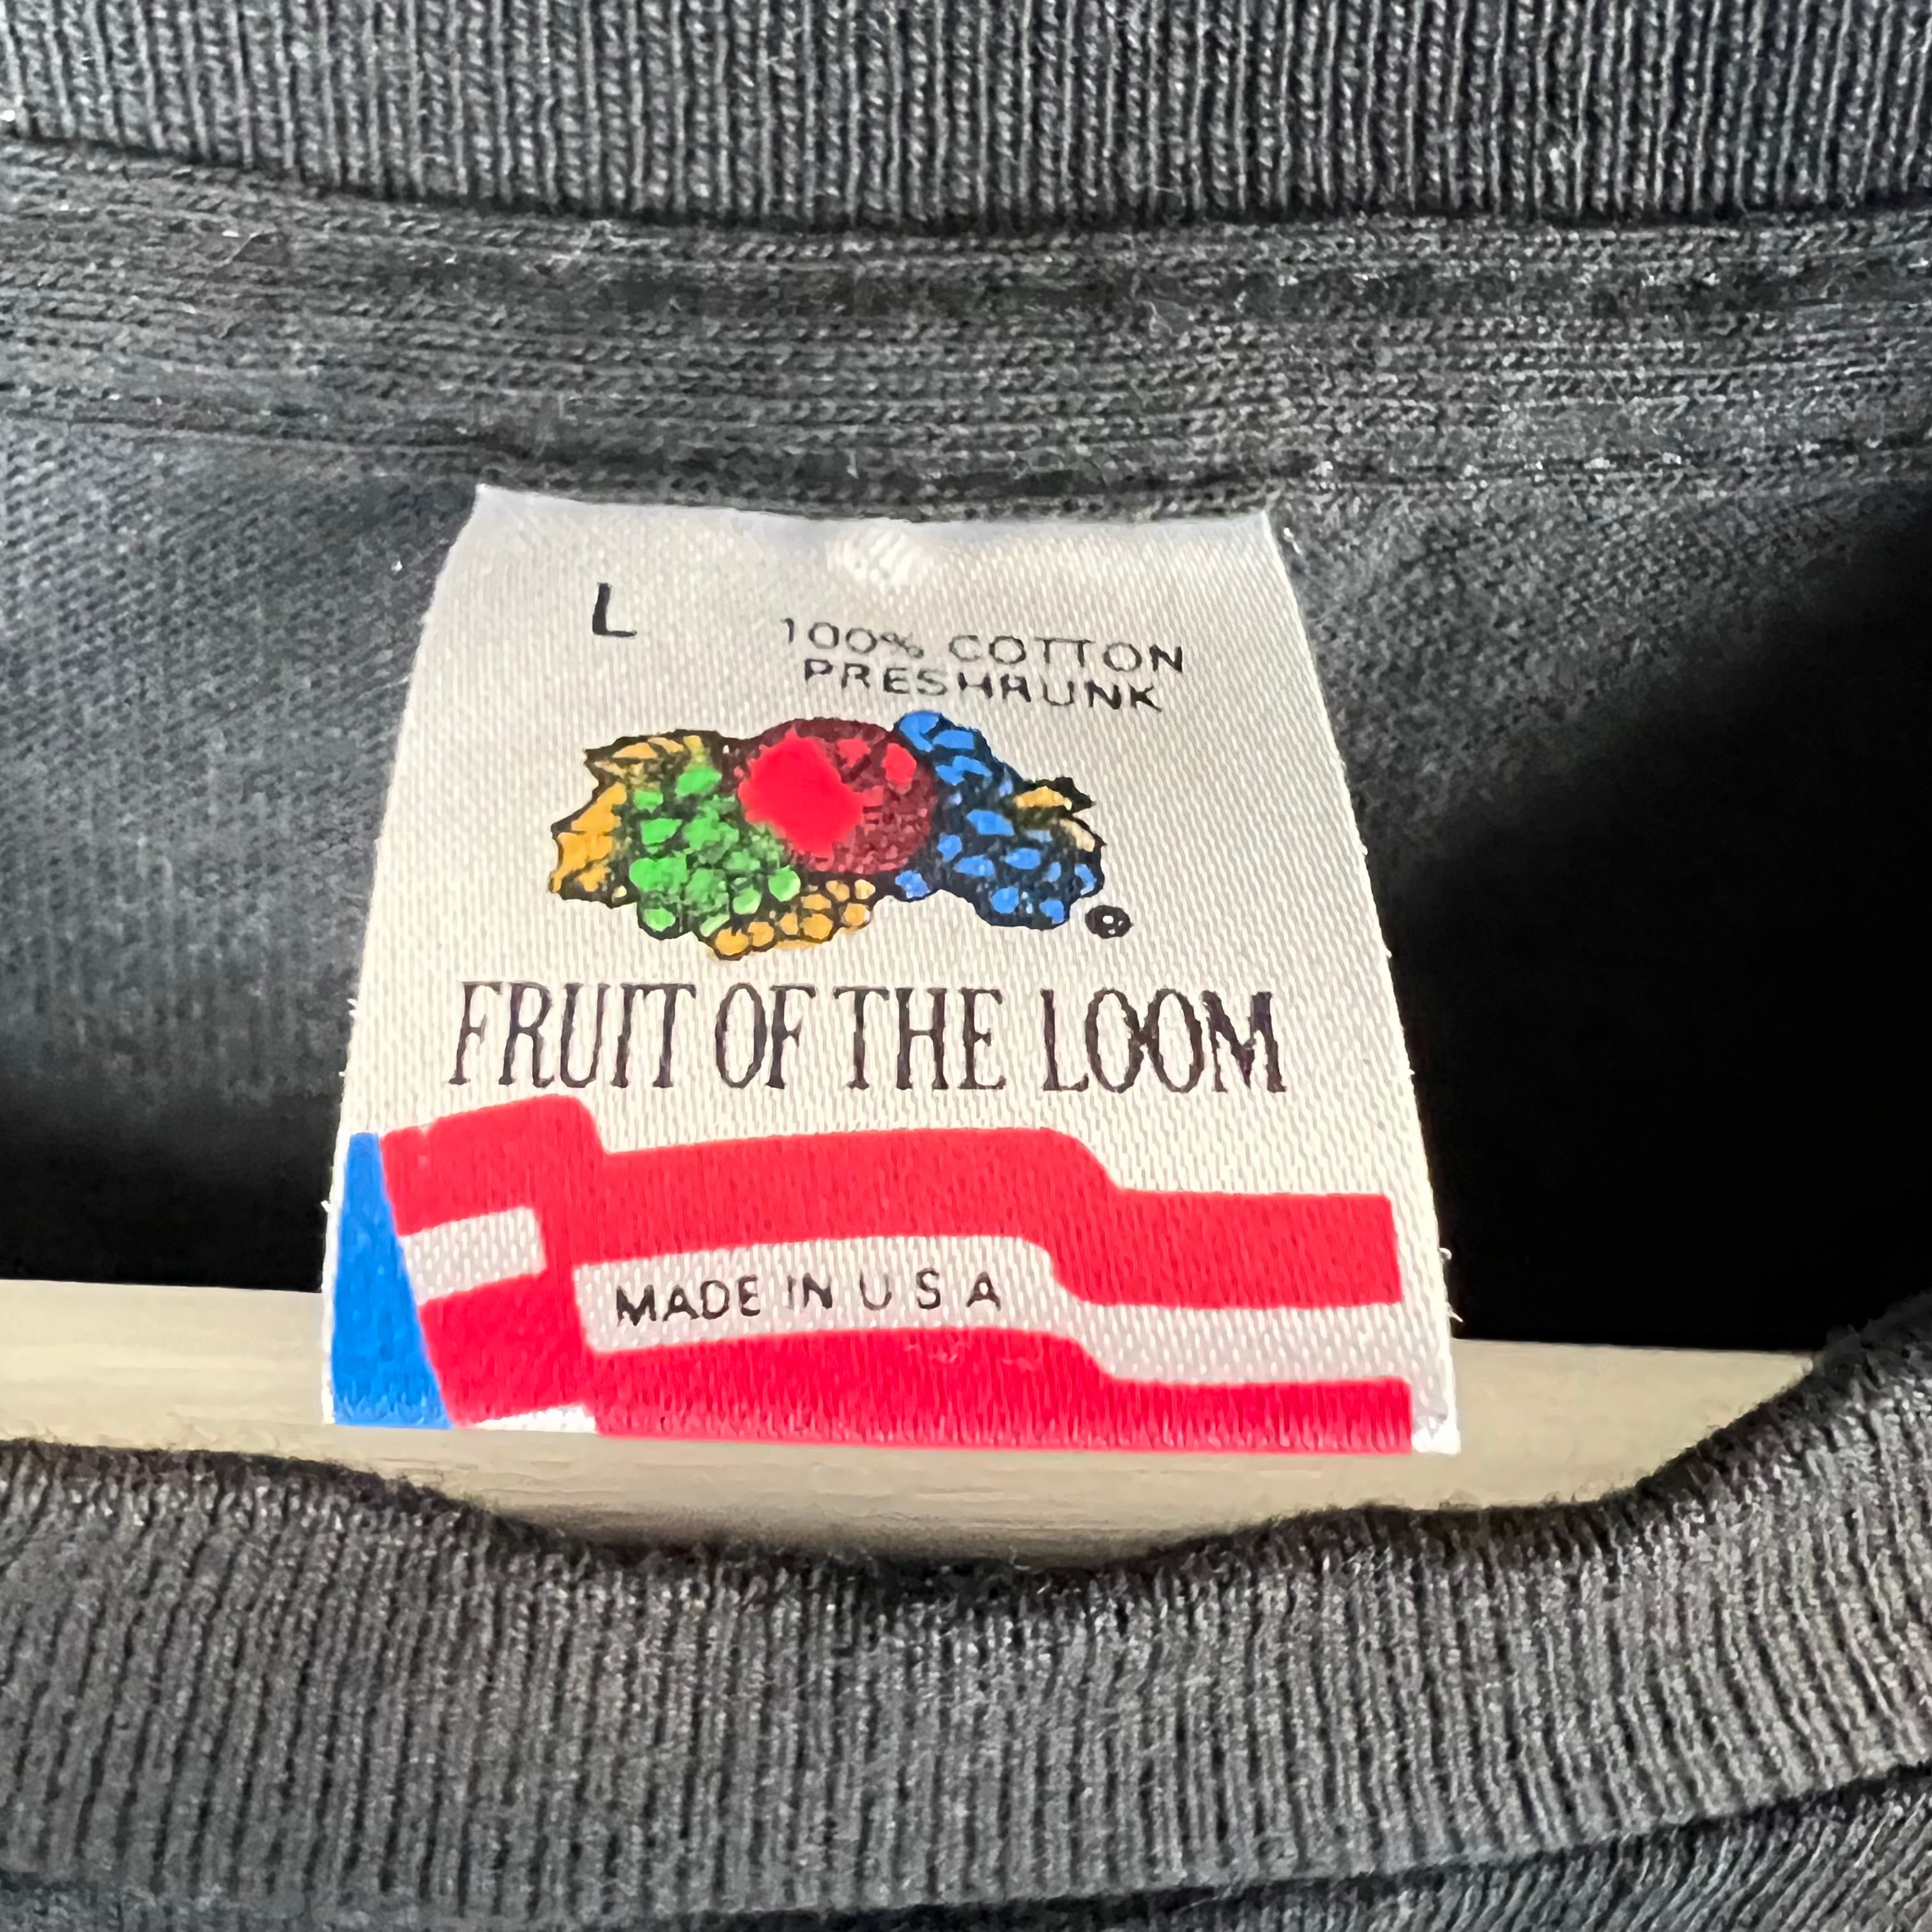 L
100% COTTON
PRESHRUNK
®
FRUIT OF THE LOOM
MADE IN U S A